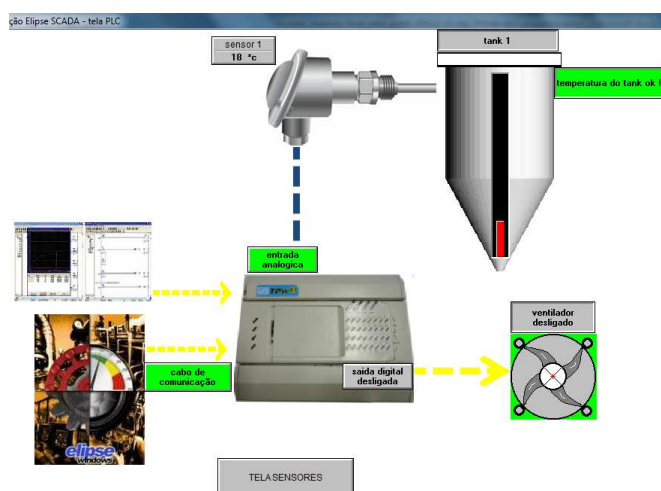 ção Elipse SCADA - tela PLC
sensor 1
18 °c
tank 1
temperatura do tank ok !
entrada
analogica
ventilador
desligado
cabo de
comunicação
saida digital
desligada
elipse
windows
TELA SENSORES